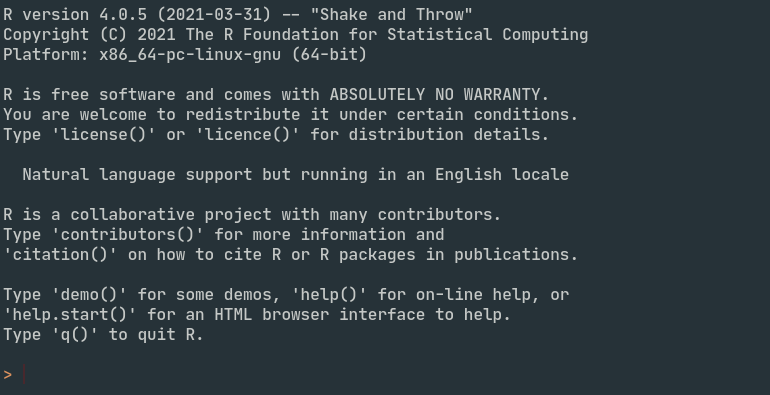 R version 4.0.5 (2021-03-31) -- "Shake and Throw"
Copyright (C) 2021 The R Foundation for Statistical Computing
Platform: x86_64-pc-linux-gnu (64-bit)
R is free software and comes with ABSOLUTELY NO WARRANTY.
You are welcome to redistribute it under certain conditions.
Type 'license()' or 'licence()' for distribution details.
Natural language support but running in an English locale
R is a collaborative project with many contributors.
Type 'contributors()' for more information and
'citation()' on how to cite R or R packages in publications.
Type 'demo()' for some demos, 'help()' for on-line help, or
'help.start()' for an HTML browser interface to help.
Type 'q()' to quit R.
>